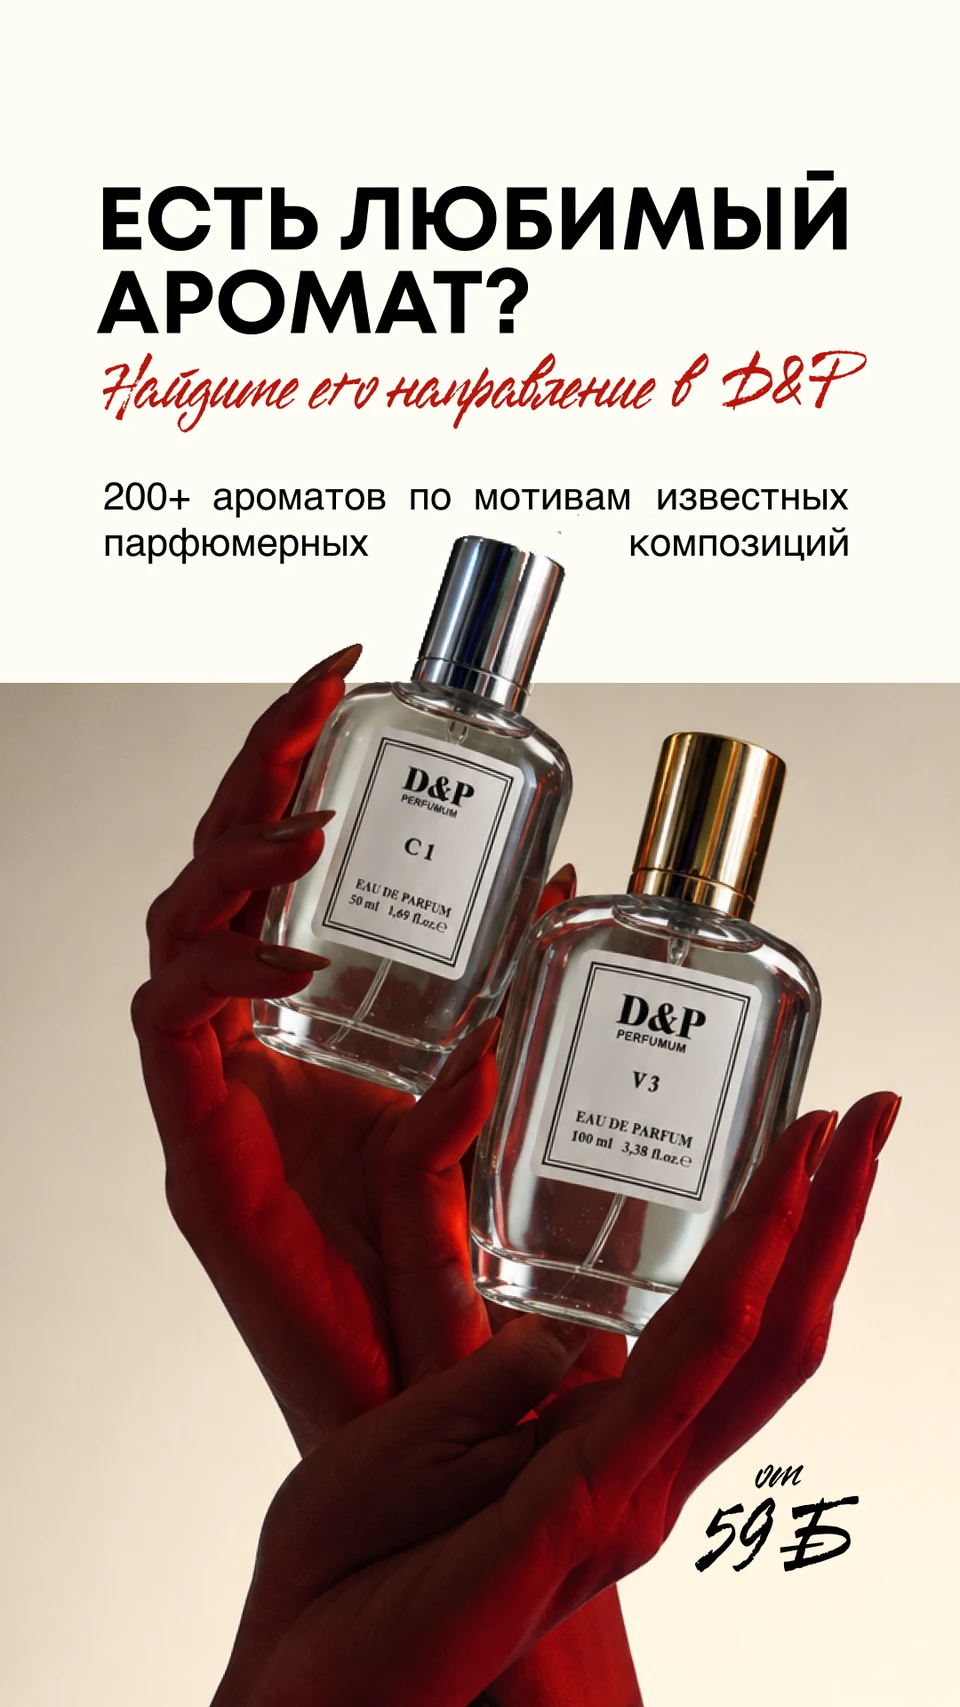 ЕСТЬ ЛЮБИМЫЙ
АРОМАТ?
Найдите его направление в D&P
200+ ароматов по мотивам известных
парфюмерных композиций
D&P
PERFUMUM
C 1
EAU DE PARFUM
50 ml 1,69 fl.oz.℮
D&P
PERFUMUM
V 3
EAU DE PARFUM
100 ml 3,38 fl.oz.℮
от
59 Б